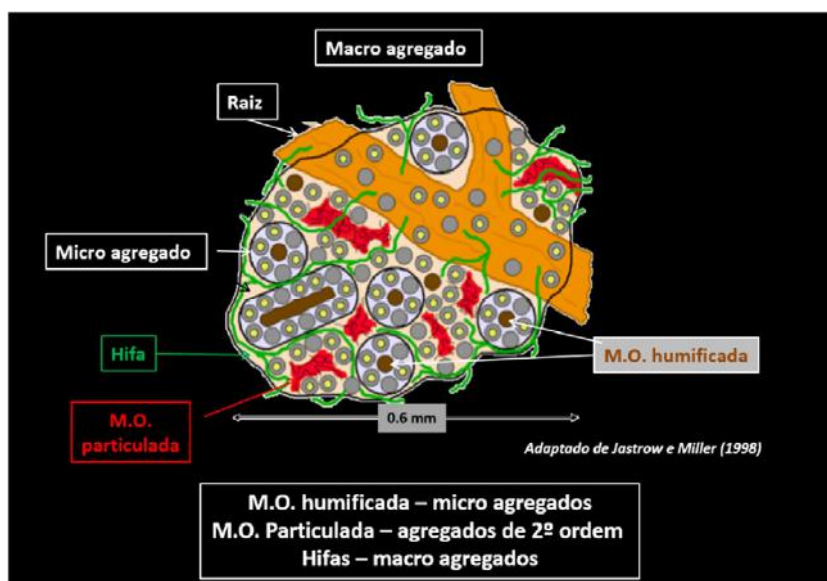 Macro agregado
Raiz
Micro agregado
Hifa
M.O. humificada
M.O.
particulada
0.6 mm
Adaptado de Jastrow e Miller (1998)
M.O. humificada – micro agregados
M.O. Particulada – agregados de 2º ordem
Hifas – macro agregados